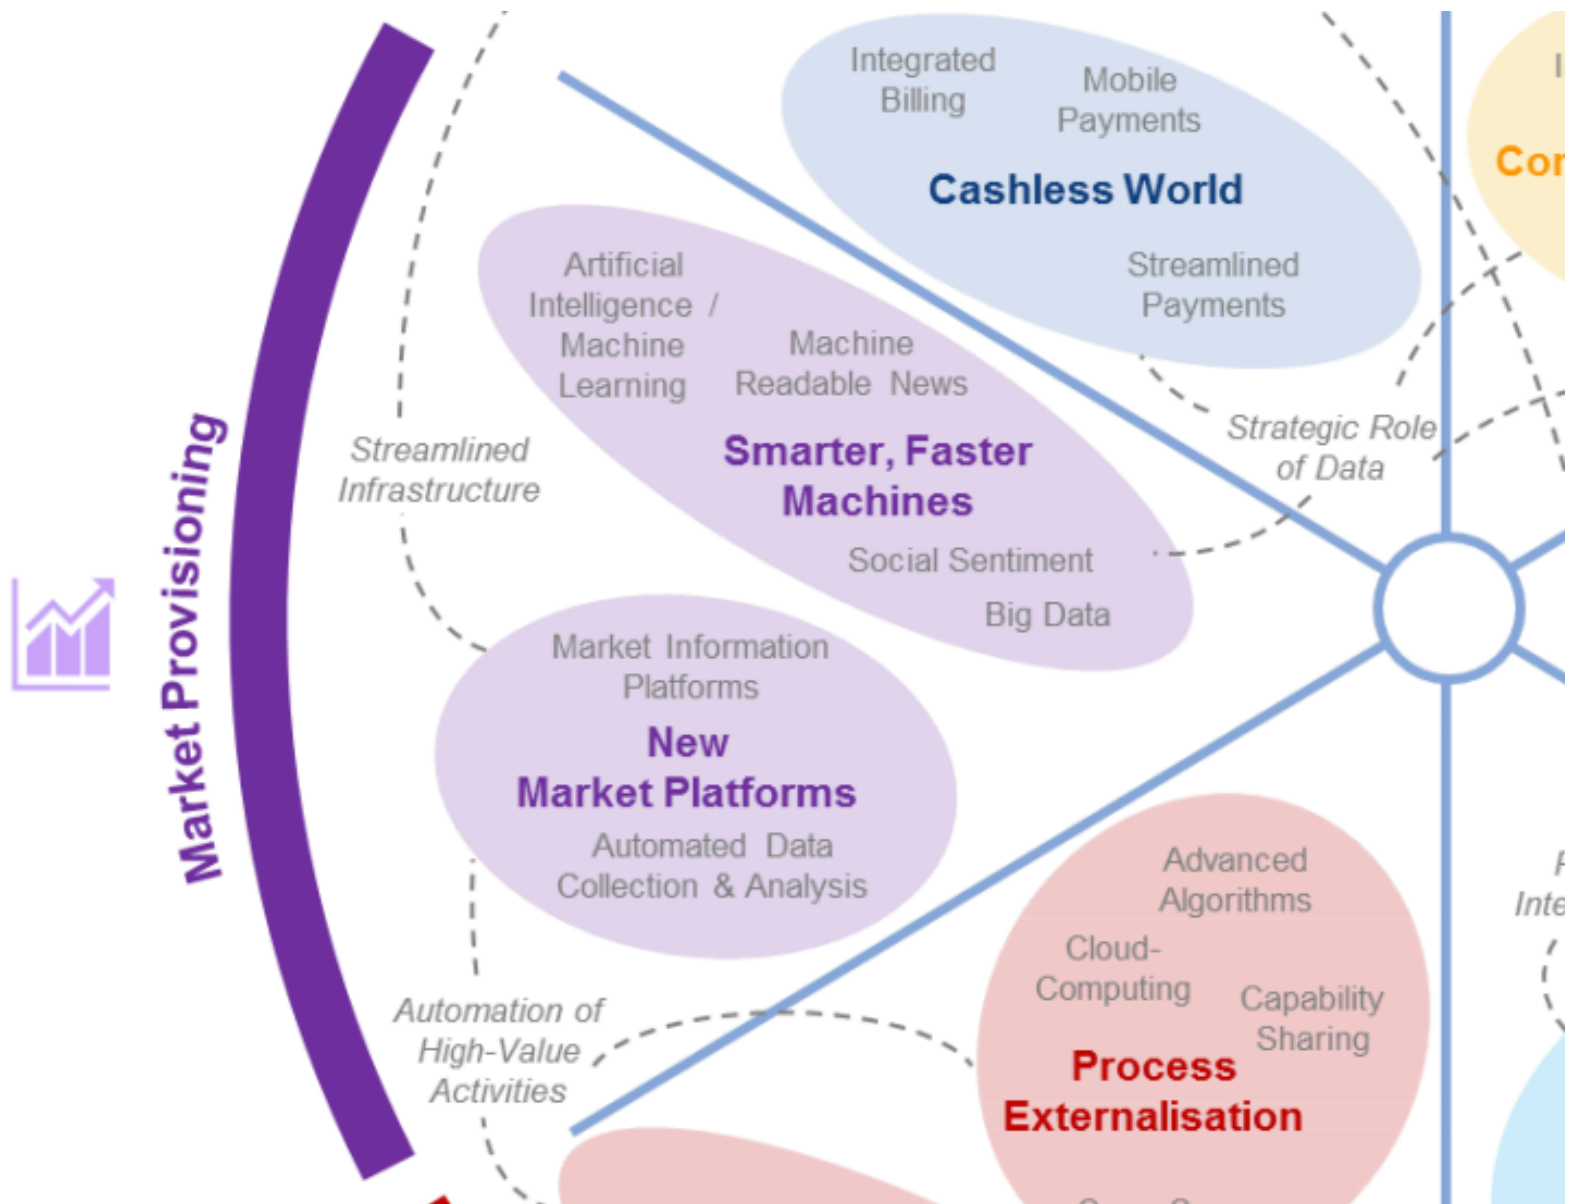 Integrated
Billing
Mobile
Payments
Cashless World
Streamlined
Payments
Artificial
Intelligence /
Machine
Learning
Machine
Readable News
Smarter, Faster
Machines
Social Sentiment
Big Data
Strategic Role
of Data
Streamlined
Infrastructure
Market Provisioning
Market Information
Platforms
New
Market Platforms
Automated Data
Collection & Analysis
Automation of
High-Value
Activities
Advanced
Algorithms
Cloud-
Computing
Capability
Sharing
Process
Externalisation